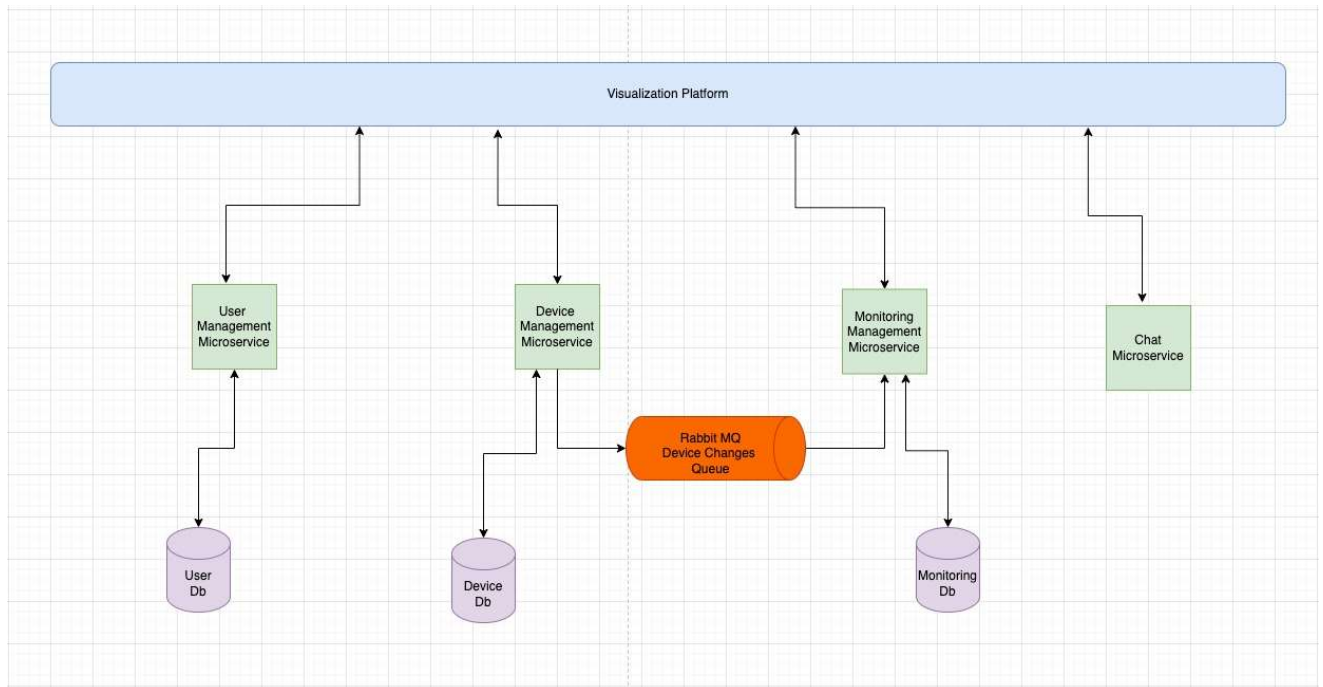 Visualization Platform
User
Management
Microservice
Device
Management
Microservice
Monitoring
Management
Microservice
Chat
Microservice
Rabbit MQ
Device Changes
Queue
User
Db
Device
Db
Monitoring
Db